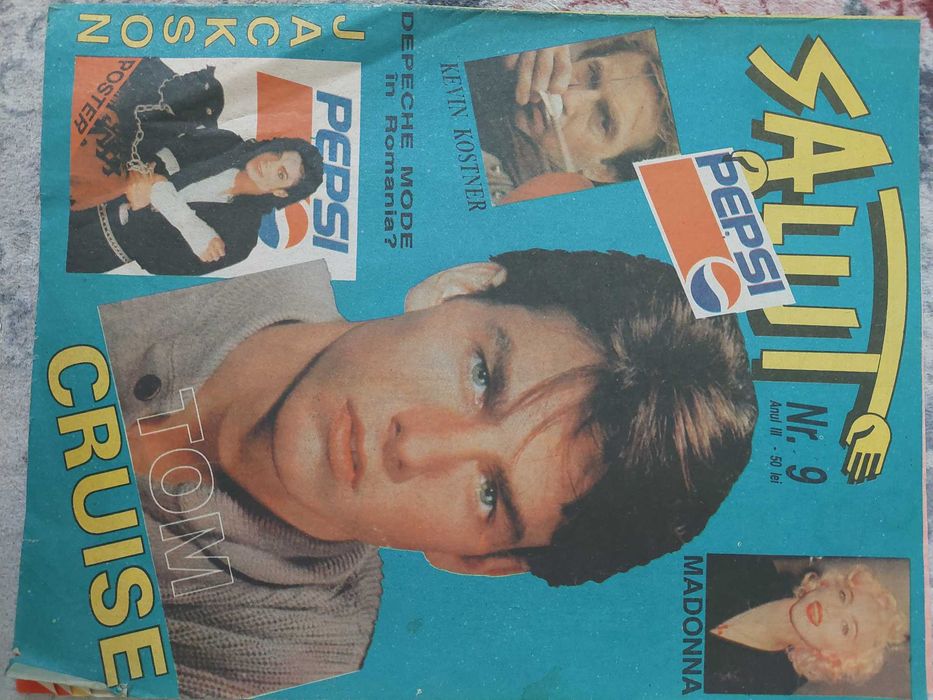 SALUT
Nr. 9
Anul III - 50 lei
PEPSI
MADONNA
KEVIN KOSTNER
DEPECHE MODE
în Romania?
JACKSON
PEPSI
POSTER
TOM
CRUISE